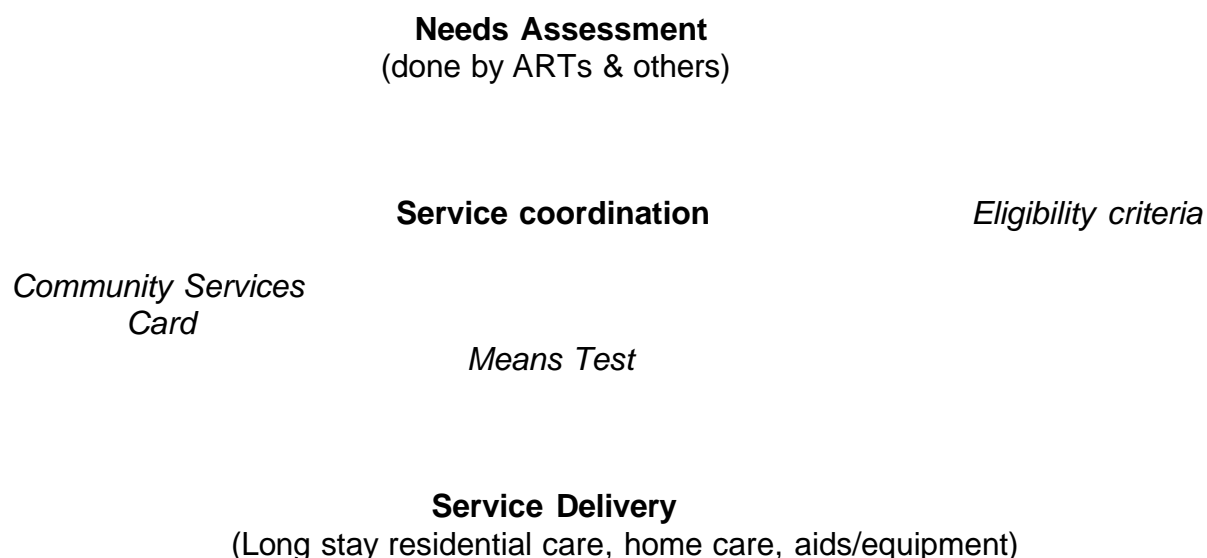 Needs Assessment
(done by ARTs & others)
Service coordination
Eligibility criteria
Community Services
Card
Means Test
Service Delivery
(Long stay residential care, home care, aids/equipment)